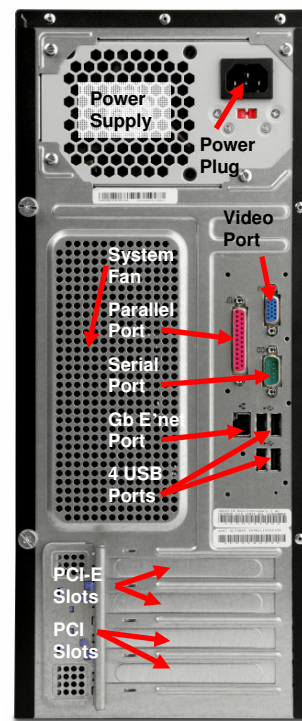 Power
Supply
Power
Plug
Video
Port
System
Fan
Parallel
Port
Serial
Port
Gb E'net
Port
4 USB
Ports
PCI-E
Slots
PCI
Slots